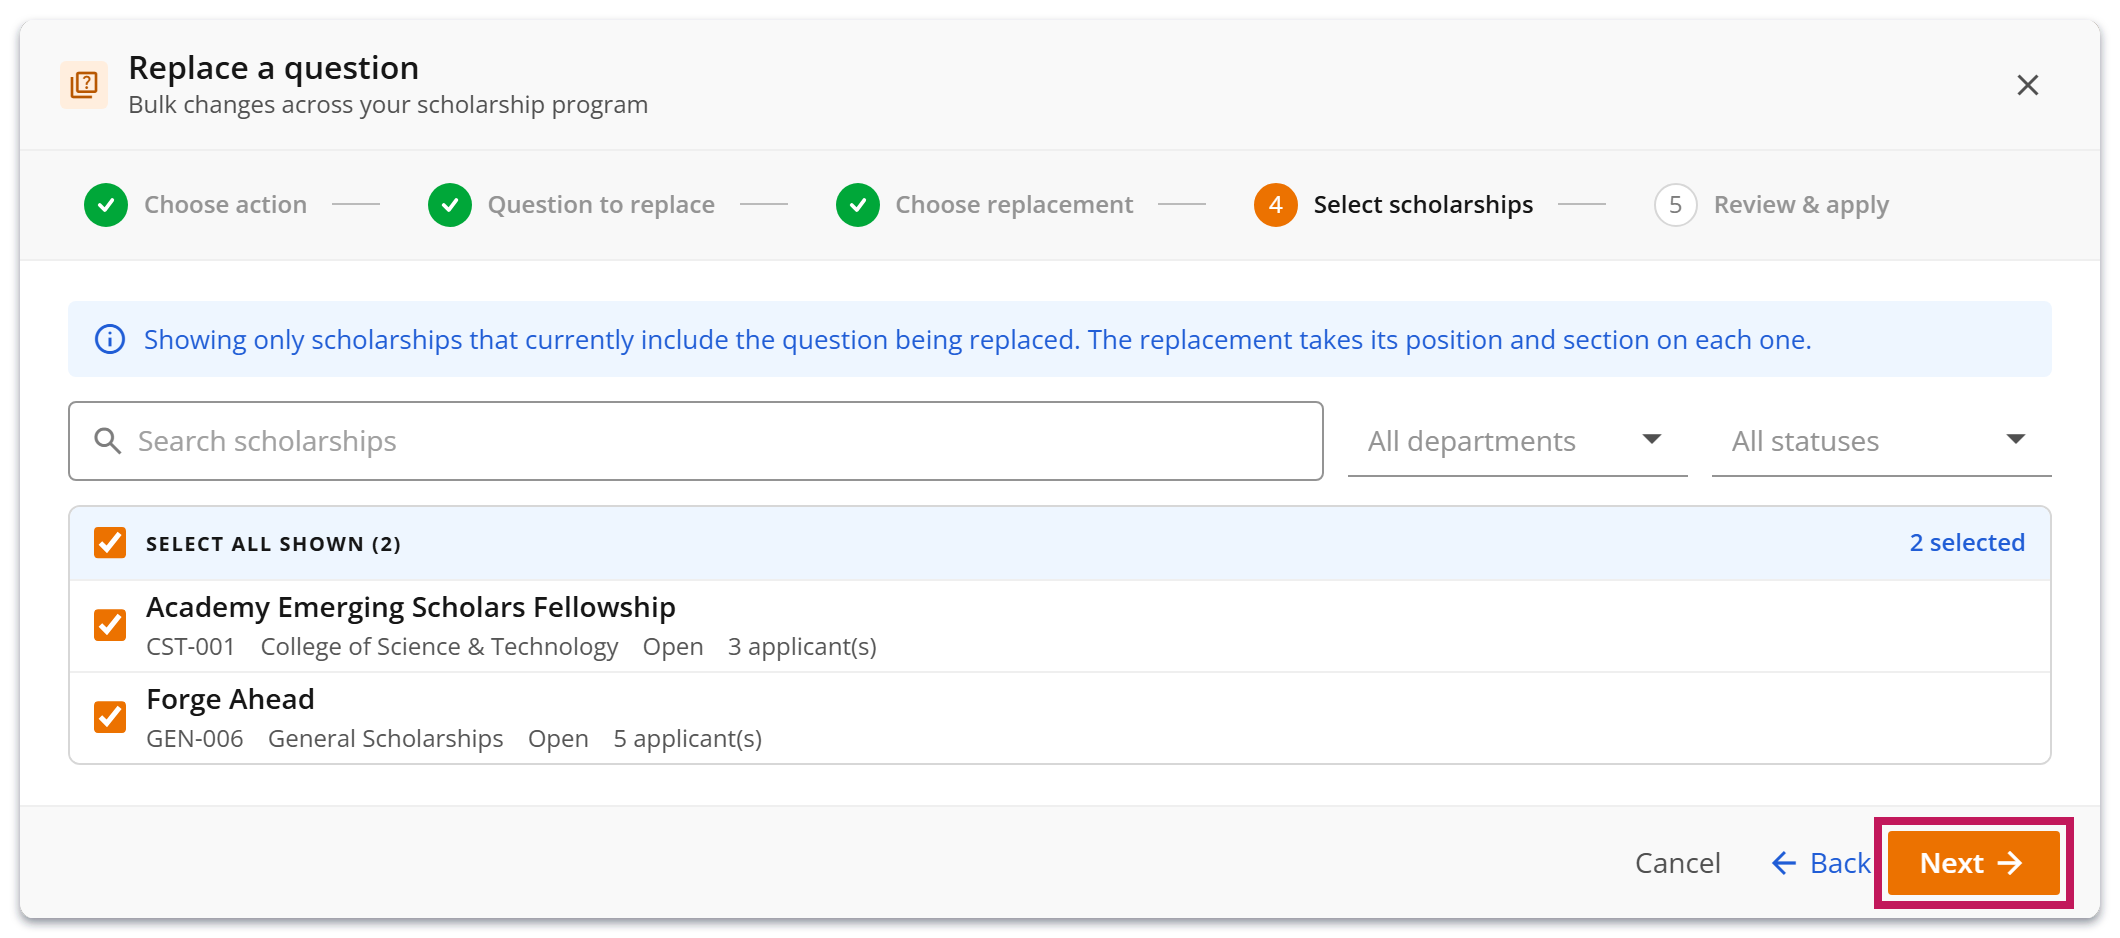 Replace a question
Bulk changes across your scholarship program
Choose action
Question to replace
Choose replacement
4 Select scholarships
5 Review & apply
Showing only scholarships that currently include the question being replaced. The replacement takes its position and section on each one.
Search scholarships
All departments
All statuses
SELECT ALL SHOWN (2)
2 selected
Academy Emerging Scholars Fellowship
CST-001 College of Science & Technology Open 3 applicant(s)
Forge Ahead
GEN-006 General Scholarships Open 5 applicant(s)
Cancel
Back
Next